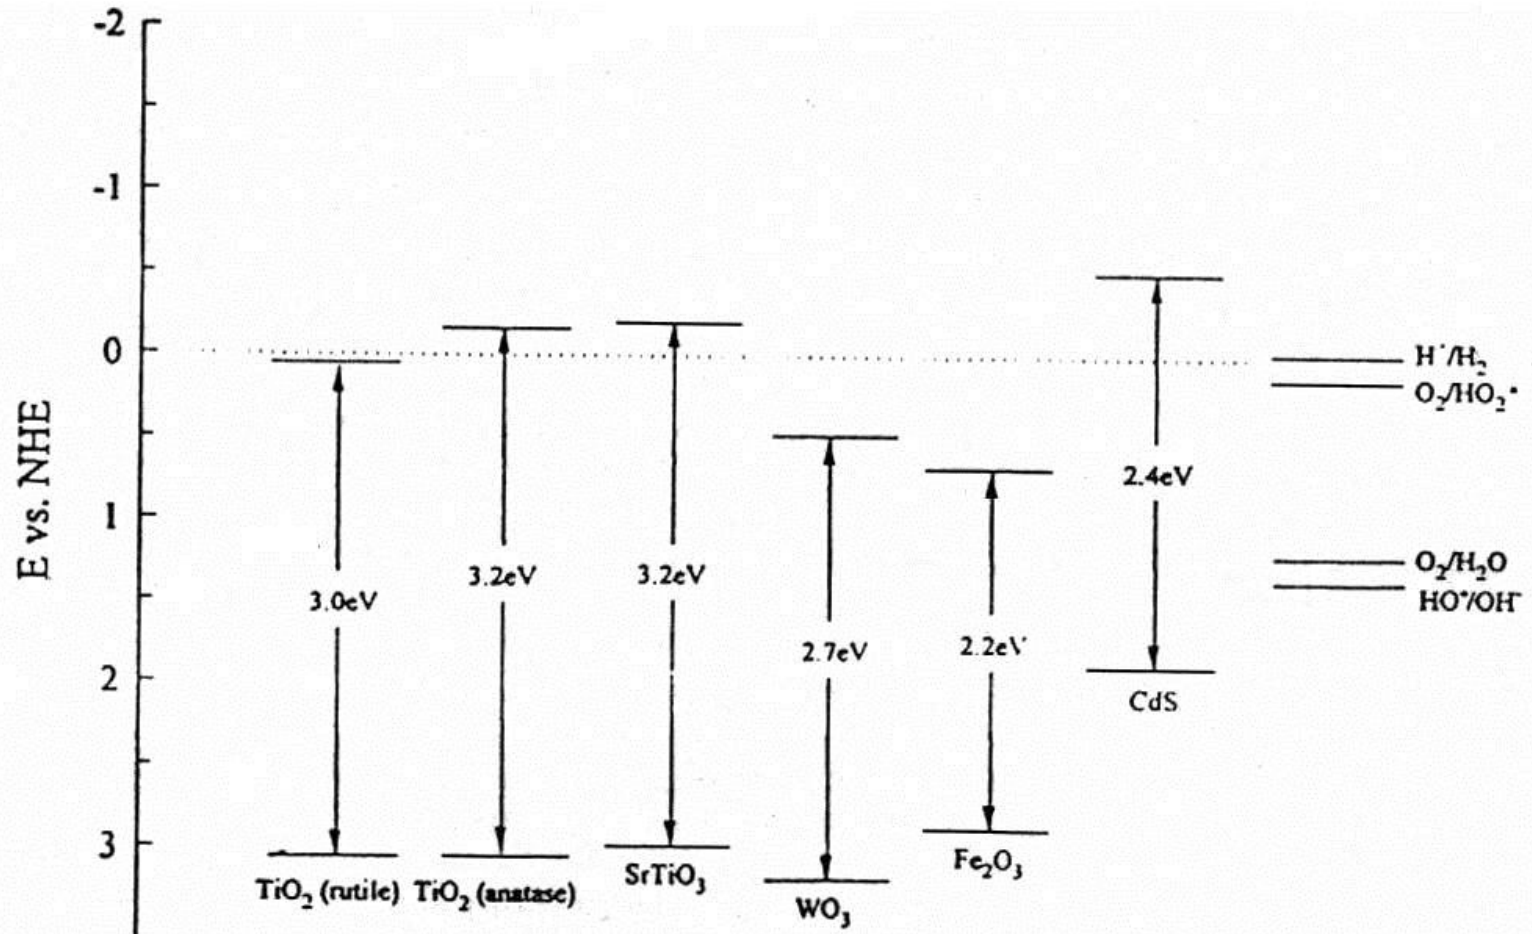 -2
-1
0
1
2
3
E vs. NHE
3.0eV
3.2eV
3.2eV
2.7eV
2.2eV
2.4eV
TiO₂ (rutile)
TiO₂ (anatase)
SrTiO₃
WO₃
Fe₂O₃
CdS
H⁺/H₂
O₂/HO₂•
O₂/H₂O
HO•/OH⁻